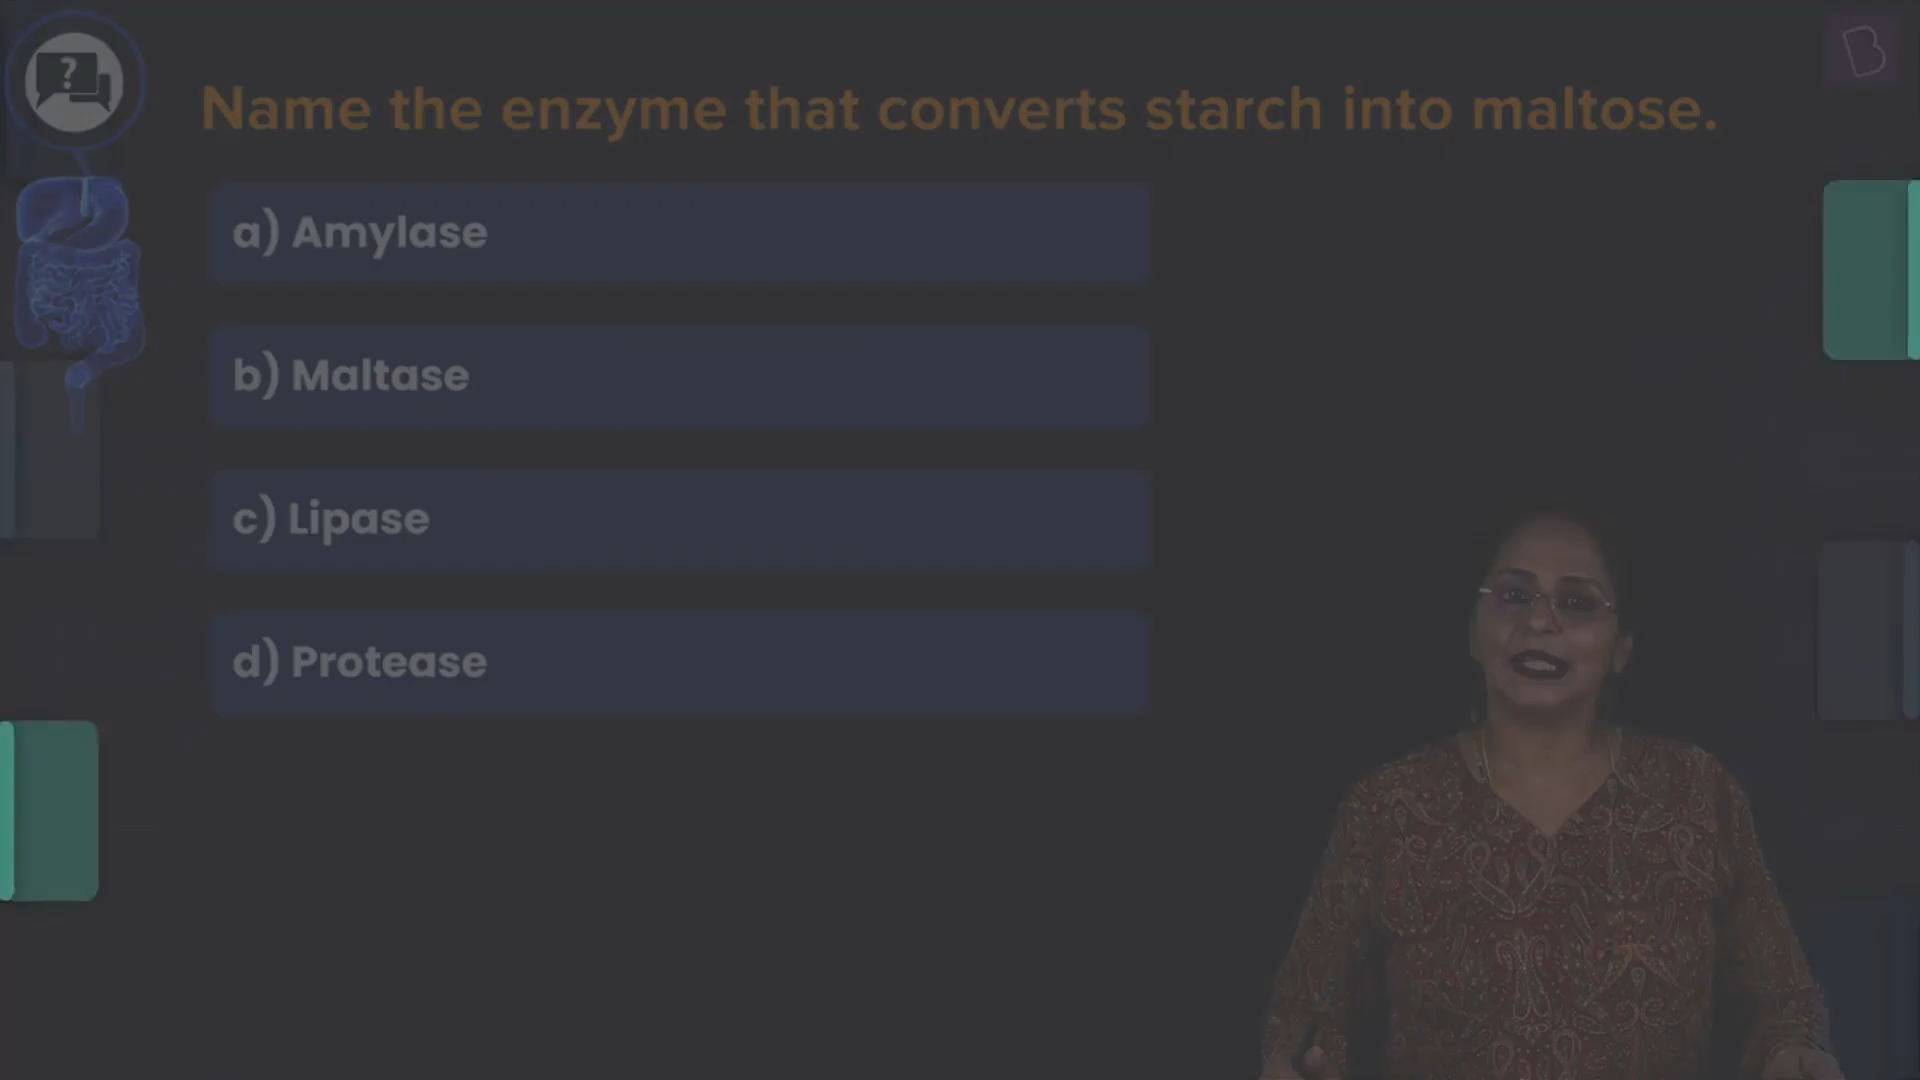 ?
B
Name the enzyme that converts starch into maltose.
a) Amylase
b) Maltase
c) Lipase
d) Protease